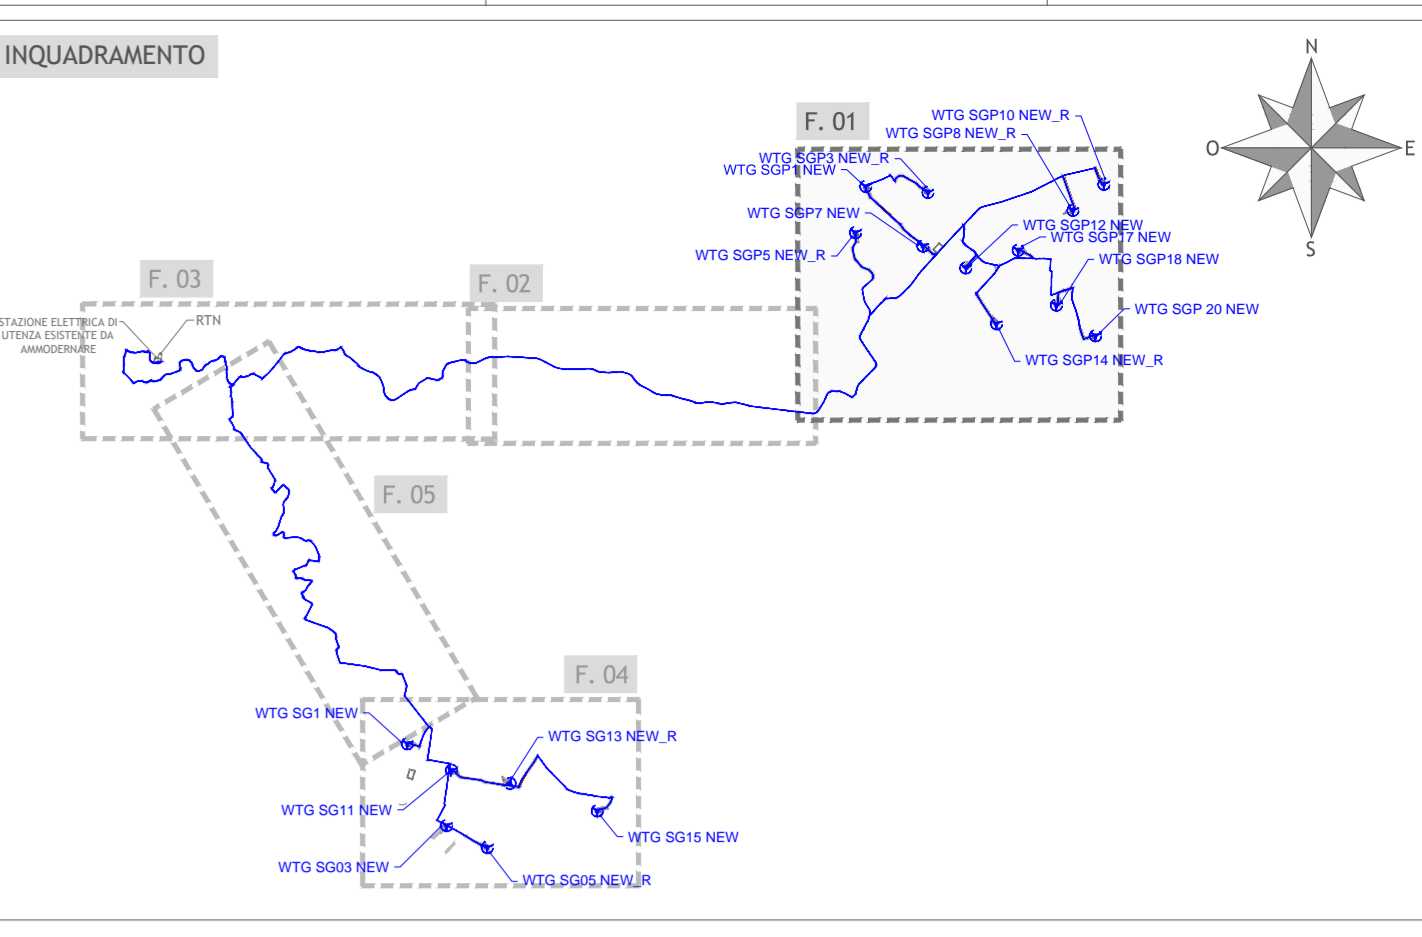 INQUADRAMENTO
N
O
E
S
F. 01
WTG SGP10 NEW_R
WTG SGP8 NEW_R
WTG SGP3 NEW_R
WTG SGP1 NEW
WTG SGP7 NEW
WTG SGP5 NEW_R
WTG SGP12 NEW
WTG SGP17 NEW
WTG SGP18 NEW
WTG SGP 20 NEW
WTG SGP14 NEW_R
F. 03
F. 02
STAZIONE ELETTRICA DI
UTENZA ESISTENTE DA
AMMODERNARE
RTN
F. 05
F. 04
WTG SG1 NEW
WTG SG13 NEW_R
WTG SG11 NEW
WTG SG15 NEW
WTG SG03 NEW
WTG SG05 NEW_R